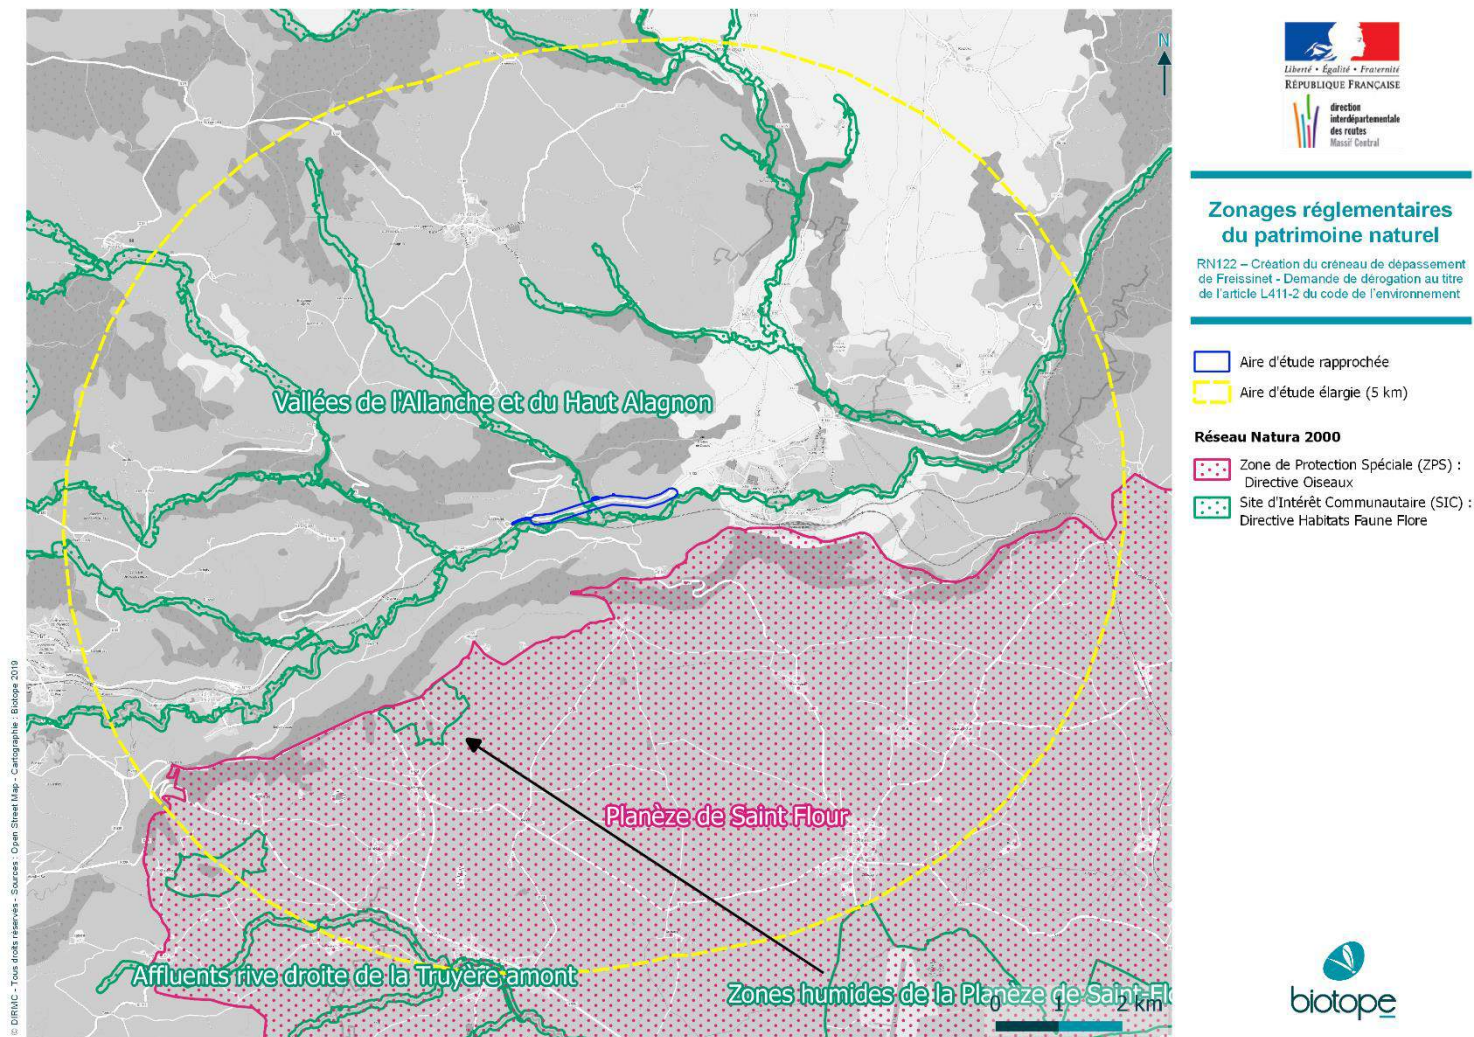 N
Vallées de l'Allanche et du Haut Alagnon
Planèze de Saint Flour
Affluents rive droite de la Truyère amont
Zones humides de la Planèze de Saint-Flo
0 1 2 km
© DIRMC - Tous droits réservés - Sources : Open Street Map - Cartographie : Biotope 2019
Liberté • Égalité • Fraternité
RÉPUBLIQUE FRANÇAISE
direction
interdépartementale
des routes
Massif Central
Zonages réglementaires
du patrimoine naturel
RN122 – Création du créneau de dépassement
de Freissinet - Demande de dérogation au titre
de l'article L411-2 du code de l'environnement
Aire d'étude rapprochée
Aire d'étude élargie (5 km)
Réseau Natura 2000
Zone de Protection Spéciale (ZPS) :
Directive Oiseaux
Site d'Intérêt Communautaire (SIC) :
Directive Habitats Faune Flore
biotope